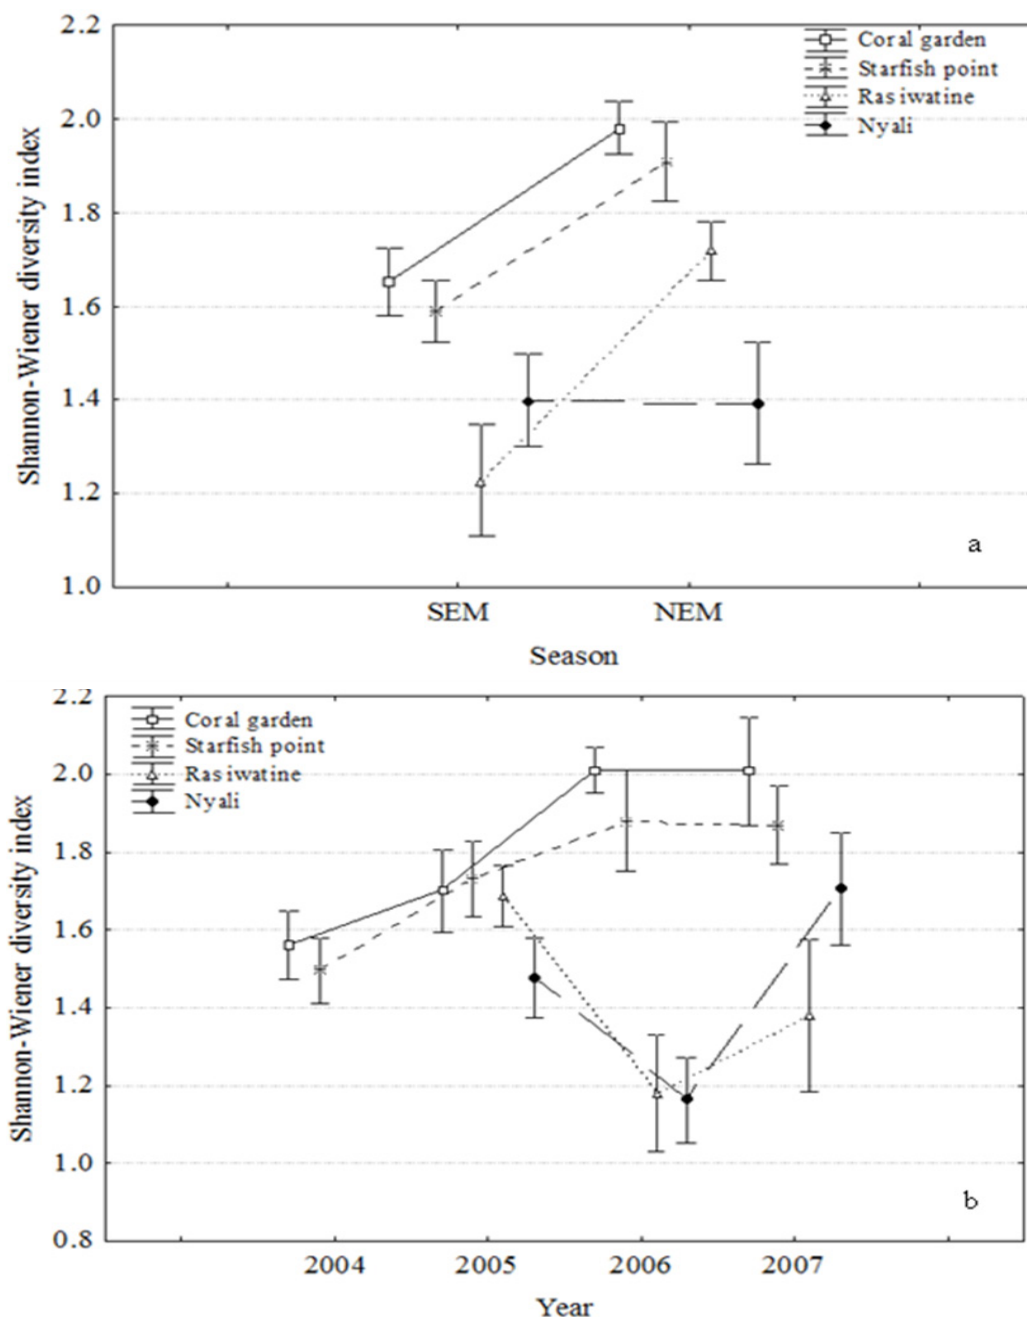 2.2
2.0
1.8
1.6
1.4
1.2
1.0
Shannon-Wiener diversity index
Coral garden
Starfish point
Ras iwatine
Nyali
a
SEM NEM
Season
2.2
2.0
1.8
1.6
1.4
1.2
1.0
0.8
Shannon-Wiener diversity index
Coral garden
Starfish point
Ras iwatine
Nyali
b
2004 2005 2006 2007
Year